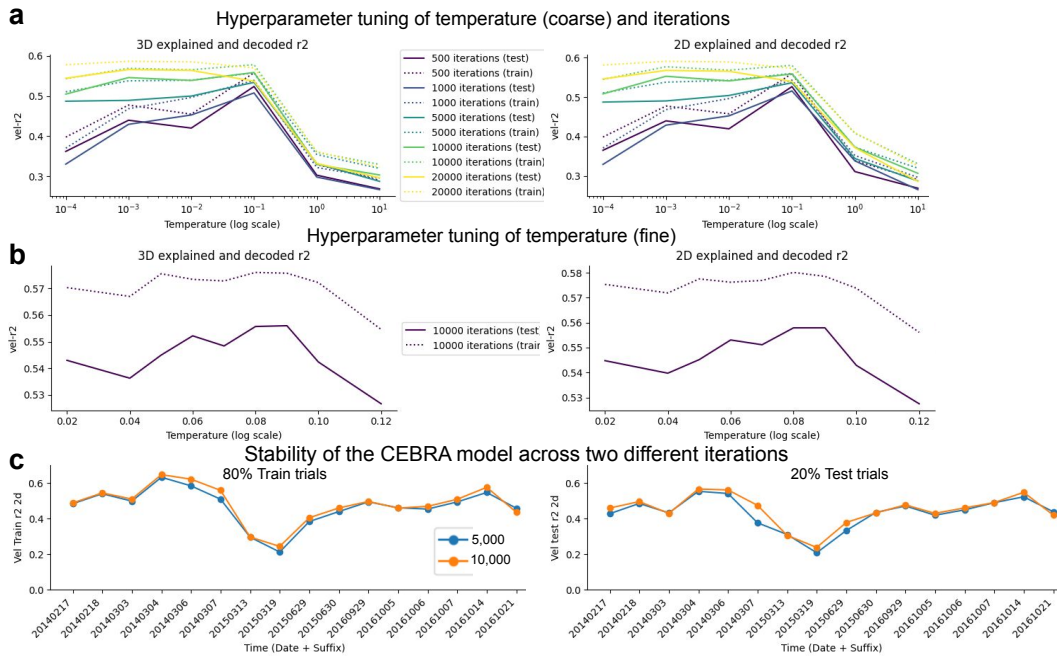 a
Hyperparameter tuning of temperature (coarse) and iterations
3D explained and decoded r2
vel-r2
0.6
0.5
0.4
0.3
10⁻⁴
10⁻³
10⁻²
10⁻¹
10⁰
10¹
Temperature (log scale)
500 iterations (test)
500 iterations (train)
1000 iterations (test)
1000 iterations (train)
5000 iterations (test)
5000 iterations (train)
10000 iterations (test)
10000 iterations (train)
20000 iterations (test)
20000 iterations (train)
2D explained and decoded r2
vel-r2
0.6
0.5
0.4
0.3
10⁻⁴
10⁻³
10⁻²
10⁻¹
10⁰
10¹
Temperature (log scale)
b
Hyperparameter tuning of temperature (fine)
3D explained and decoded r2
vel-r2
0.57
0.56
0.55
0.54
0.53
0.02
0.04
0.06
0.08
0.10
0.12
Temperature (log scale)
10000 iterations (test
10000 iterations (train
2D explained and decoded r2
vel-r2
0.58
0.57
0.56
0.55
0.54
0.53
0.02
0.04
0.06
0.08
0.10
0.12
Temperature (log scale)
c
Stability of the CEBRA model across two different iterations
80% Train trials
Vel Train r2 2d
0.6
0.4
0.2
0.0
5,000
10,000
20140217
20140218
20140303
20140304
20140306
20140307
20150313
20150319
20150629
20150630
20160929
20161005
20161006
20161007
20161014
20161021
Time (Date + Suffix)
20% Test trials
Vel test r2 2d
0.6
0.4
0.2
0.0
20140217
20140218
20140303
20140304
20140306
20140307
20150313
20150319
20150629
20150630
20160929
20161005
20161006
20161007
20161014
20161021
Time (Date + Suffix)